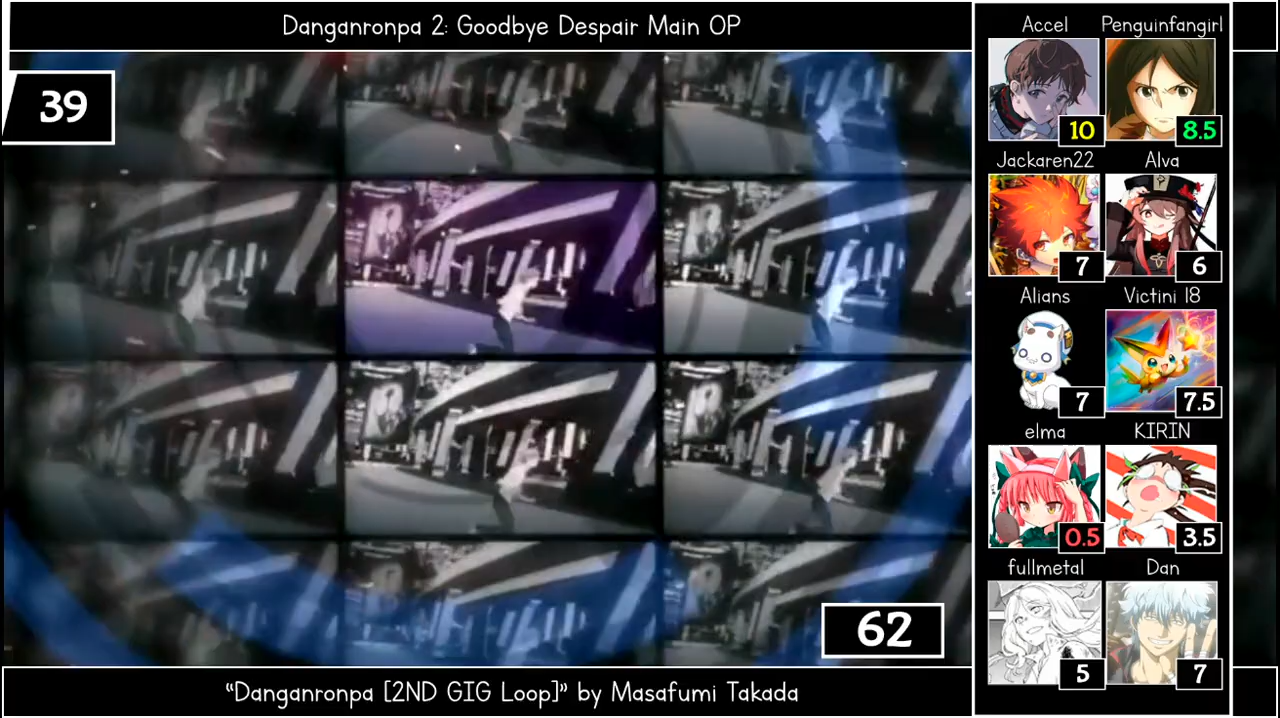 Danganronpa 2: Goodbye Despair Main OP
39
62
"Danganronpa [2ND GIG Loop]" by Masafumi Takada
Accel Penguinfangirl
10 8.5
Jackaren22 Alva
7 6
Alians Victini 18
7 7.5
elma KIRIN
0.5 3.5
fullmetal Dan
5 7